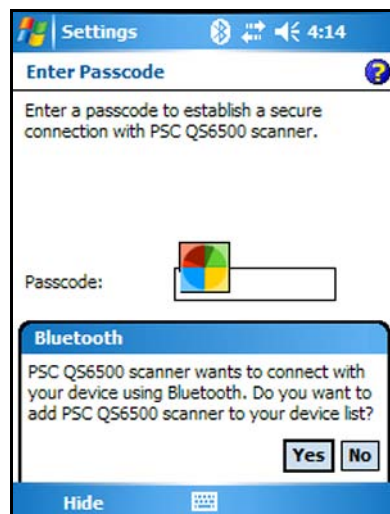 Settings 4:14
Enter Passcode
Enter a passcode to establish a secure
connection with PSC QS6500 scanner.
Passcode:
Bluetooth
PSC QS6500 scanner wants to connect with
your device using Bluetooth. Do you want to
add PSC QS6500 scanner to your device list?
Yes No
Hide